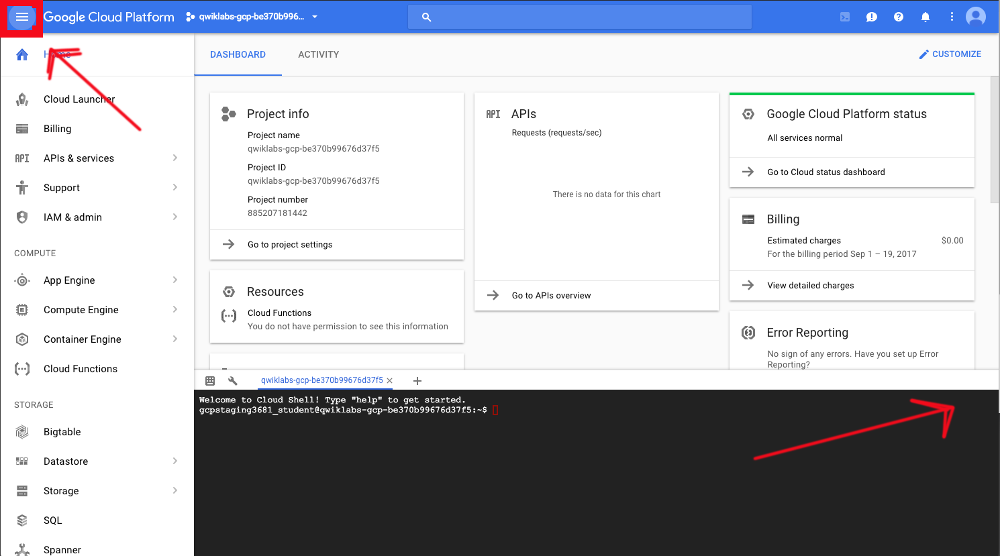 Google Cloud Platform
qwiklabs-gcp-be370b996...
Home
Cloud Launcher
Billing
API
APIs & services
Support
IAM & admin
COMPUTE
App Engine
Compute Engine
Container Engine
Cloud Functions
STORAGE
Bigtable
Datastore
Storage
SQL
Spanner
DASHBOARD
ACTIVITY
CUSTOMIZE
Project info
Project name
qwiklabs-gcp-be370b99676d37f5
Project ID
qwiklabs-gcp-be370b99676d37f5
Project number
885207181442
Go to project settings
Resources
Cloud Functions
You do not have permission to see this information
API
APIs
Requests (requests/sec)
There is no data for this chart
Go to APIs overview
Google Cloud Platform status
All services normal
Go to Cloud status dashboard
Billing
Estimated charges $0.00
For the billing period Sep 1 – 19, 2017
View detailed charges
Error Reporting
No sign of any errors. Have you set up Error
Reporting?
qwiklabs-gcp-be370b99676d37f5
Welcome to Cloud Shell! Type "help" to get started.
gcpstaging3681_student@qwiklabs-gcp-be370b99676d37f5:~$